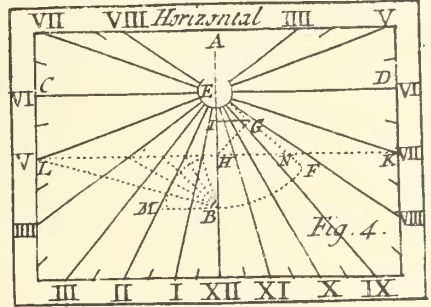 VII VIII Horizontal IIII V
A
C E D
VI VI
I G
V L H N K VII
F
M B
IIII VIII
Fig. 4.
III II I XII XI X IX